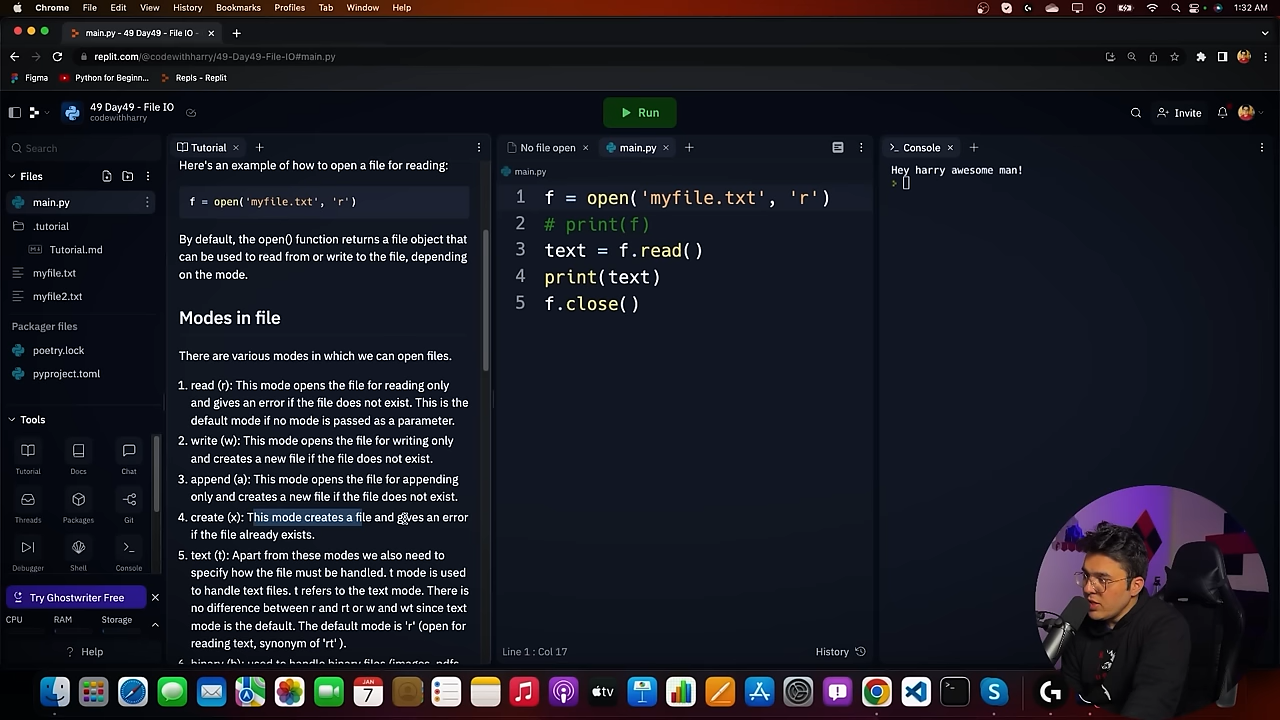 Chrome File Edit View History Bookmarks Profiles Tab Window Help 1:32 AM
main.py - 49 Day49 - File IO -
replit.com/@codewithharry/49-Day49-File-IO#main.py
Figma Python for Beginn... Repls - Replit
49 Day49 - File IO
codewithharry
Run
Invite
Search
Files
main.py
.tutorial
Tutorial.md
myfile.txt
myfile2.txt
Packager files
poetry.lock
pyproject.toml
Tools
Tutorial Docs Chat
Threads Packages Git
Debugger Shell Console
Try Ghostwriter Free
CPU RAM Storage
Help
Tutorial
Here's an example of how to open a file for reading:
f = open('myfile.txt', 'r')
By default, the open() function returns a file object that
can be used to read from or write to the file, depending
on the mode.
Modes in file
There are various modes in which we can open files.
1. read (r): This mode opens the file for reading only
and gives an error if the file does not exist. This is the
default mode if no mode is passed as a parameter.
2. write (w): This mode opens the file for writing only
and creates a new file if the file does not exist.
3. append (a): This mode opens the file for appending
only and creates a new file if the file does not exist.
4. create (x): This mode creates a file and gives an error
if the file already exists.
5. text (t): Apart from these modes we also need to
specify how the file must be handled. t mode is used
to handle text files. t refers to the text mode. There is
no difference between r and rt or w and wt since text
mode is the default. The default mode is 'r' (open for
reading text, synonym of 'rt' ).
6. binary (b): used to handle binary files (images, pdfs,
No file open main.py
main.py
1 f = open('myfile.txt', 'r')
2 # print(f)
3 text = f.read()
4 print(text)
5 f.close()
Line 1 : Col 17
History
Console
Hey harry awesome man!
JAN
7
tv